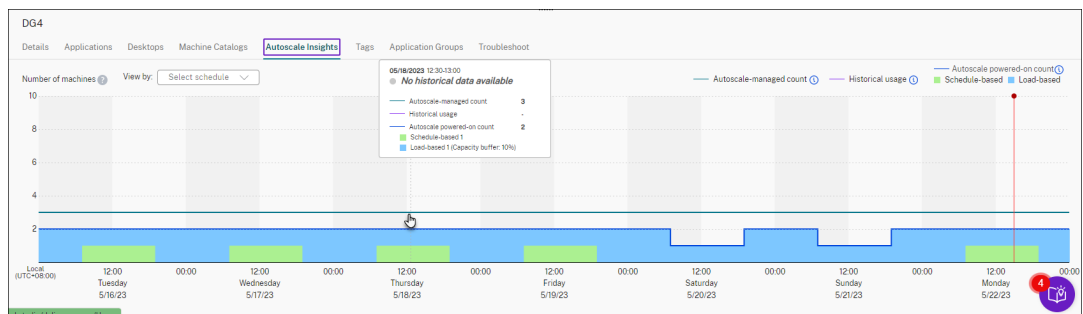 DG4
Details Applications Desktops Machine Catalogs Autoscale Insights Tags Application Groups Troubleshoot
Number of machines ? View by: Select schedule
Autoscale-managed count Historical usage Autoscale powered-on count
Schedule-based Load-based
05/18/2023 12:30-13:00
No historical data available
Autoscale-managed count 3
Historical usage -
Autoscale powered-on count 2
Schedule-based 1
Load-based 1 (Capacity buffer: 10%)
10
8
6
4
2
Local
(UTC+08:00)
12:00 00:00 12:00 00:00 12:00 00:00 12:00 00:00 12:00 00:00 12:00 00:00 12:00 00:00
Tuesday Wednesday Thursday Friday Saturday Sunday Monday
5/16/23 5/17/23 5/18/23 5/19/23 5/20/23 5/21/23 5/22/23
4